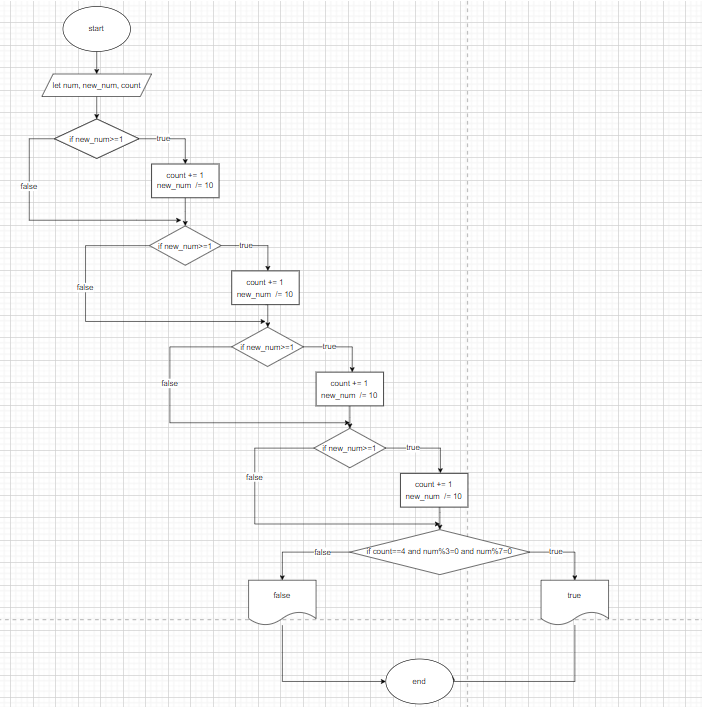 start
let num, new_num, count
if new_num>=1
true
count += 1
new_num /= 10
false
if new_num>=1
true
count += 1
new_num /= 10
false
if new_num>=1
true
count += 1
new_num /= 10
false
if new_num>=1
true
count += 1
new_num /= 10
false
false
if count==4 and num%3=0 and num%7=0
true
false
true
end